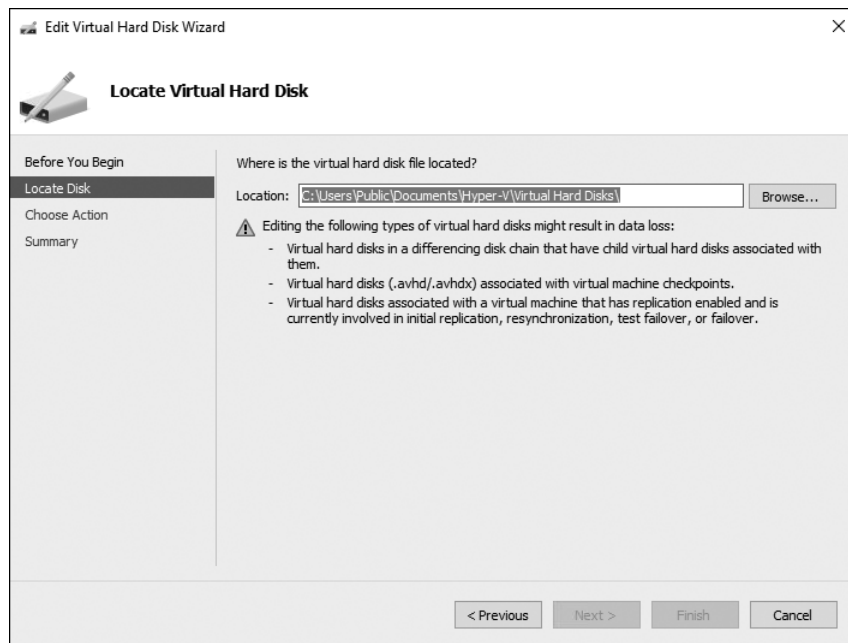 Edit Virtual Hard Disk Wizard
Locate Virtual Hard Disk
Before You Begin
Locate Disk
Choose Action
Summary
Where is the virtual hard disk file located?
Location: C:\Users\Public\Documents\Hyper-V\Virtual Hard Disks\ Browse...
Editing the following types of virtual hard disks might result in data loss:
- Virtual hard disks in a differencing disk chain that have child virtual hard disks associated with
them.
- Virtual hard disks (.avhd/.avhdx) associated with virtual machine checkpoints.
- Virtual hard disks associated with a virtual machine that has replication enabled and is
currently involved in initial replication, resynchronization, test failover, or failover.
< Previous Next > Finish Cancel